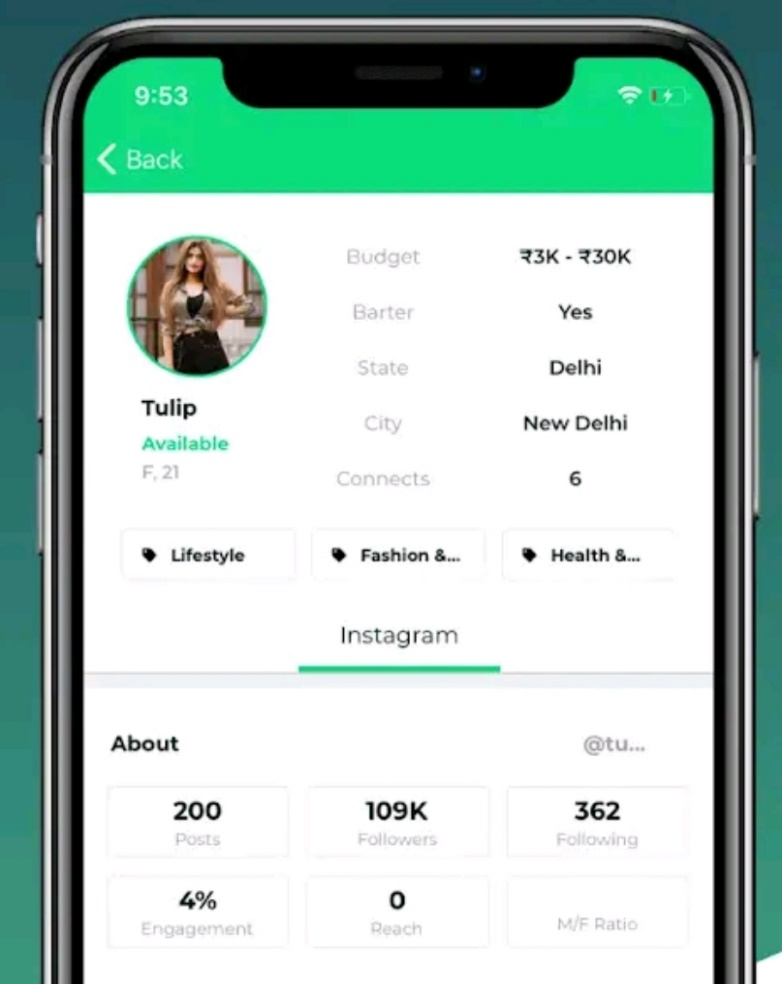 9:53
Back
Budget ₹3K - ₹30K
Barter Yes
State Delhi
Tulip
City New Delhi
Available
F, 21
Connects 6
Lifestyle Fashion &... Health &...
Instagram
About @tu...
200 109K 362
Posts Followers Following
4% 0
Engagement Reach M/F Ratio